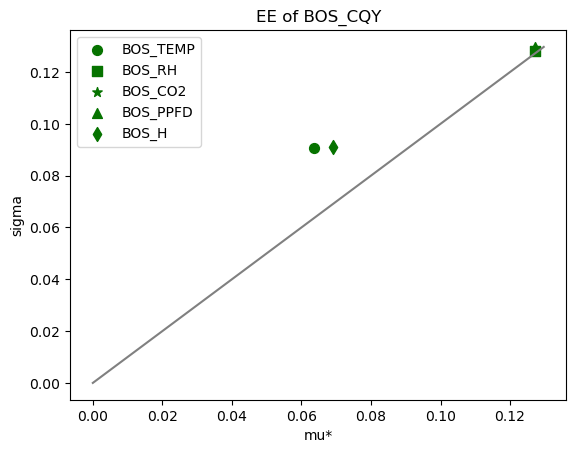 EE of BOS_CQY
BOS_TEMP
BOS_RH
BOS_CO2
BOS_PPFD
BOS_H
0.12
0.10
0.08
0.06
0.04
0.02
0.00
sigma
0.00 0.02 0.04 0.06 0.08 0.10 0.12
mu*